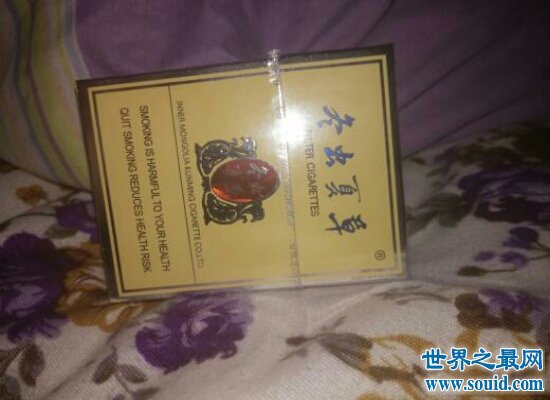 冬虫夏草®
FILTER CIGARETTES
INNER MONGOLIA KUNMING CIGARETTE CO.,LTD.
SMOKING IS HARMFUL TO YOUR HEALTH
QUIT SMOKING REDUCES HEALTH RISK
世界之最网
www.souid.com